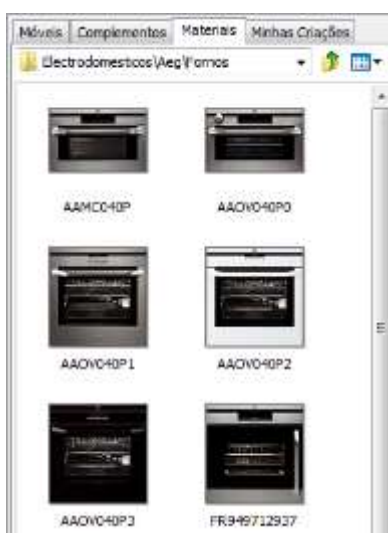 Móveis Complementos Materiais Minhas Criações
Electrodomesticos\Aeg\Fornos
AAMC040P AAOV040P0
AAOV040P1 AAOV040P2
AAOV040P3 FR949712937